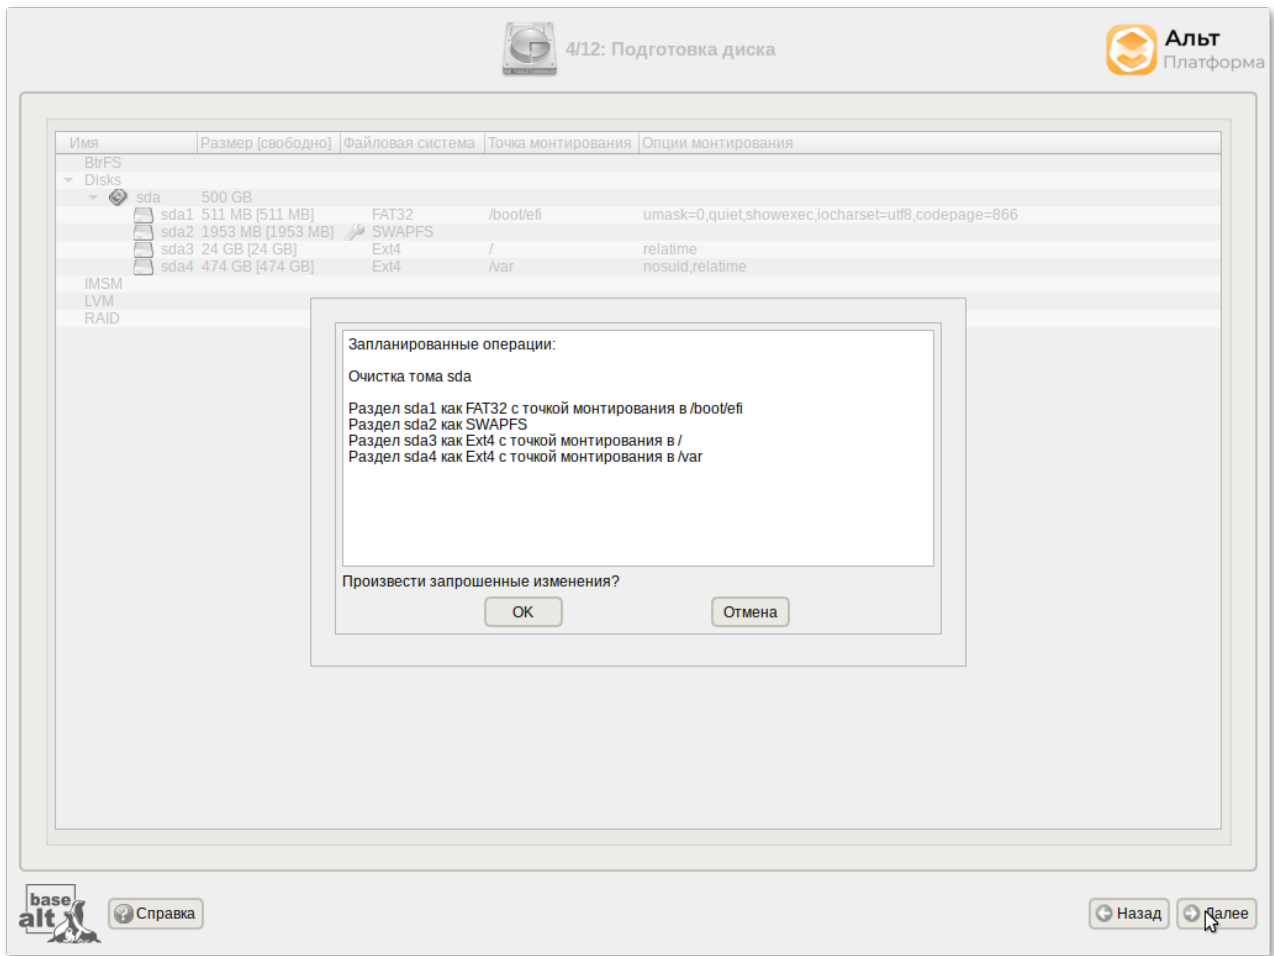 4/12: Подготовка диска
Альт
Платформа
Имя Размер [свободно] Файловая система Точка монтирования Опции монтирования
BtrFS
Disks
sda 500 GB
sda1 511 MB [511 MB] FAT32 /boot/efi umask=0,quiet,showexec,iocharset=utf8,codepage=866
sda2 1953 MB [1953 MB] SWAPFS
sda3 24 GB [24 GB] Ext4 / relatime
sda4 474 GB [474 GB] Ext4 /var nosuid,relatime
IMSM
LVM
RAID
Запланированные операции:
Очистка тома sda
Раздел sda1 как FAT32 с точкой монтирования в /boot/efi
Раздел sda2 как SWAPFS
Раздел sda3 как Ext4 с точкой монтирования в /
Раздел sda4 как Ext4 с точкой монтирования в /var
Произвести запрошенные изменения?
OK Отмена
base
alt
Справка Назад Далее